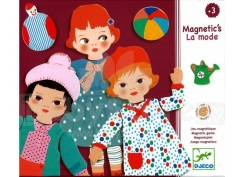 +3
Magnetic's
La mode
Jeu magnétique
Magnetic game
Magnetspiel
Juego magnético
DJECO